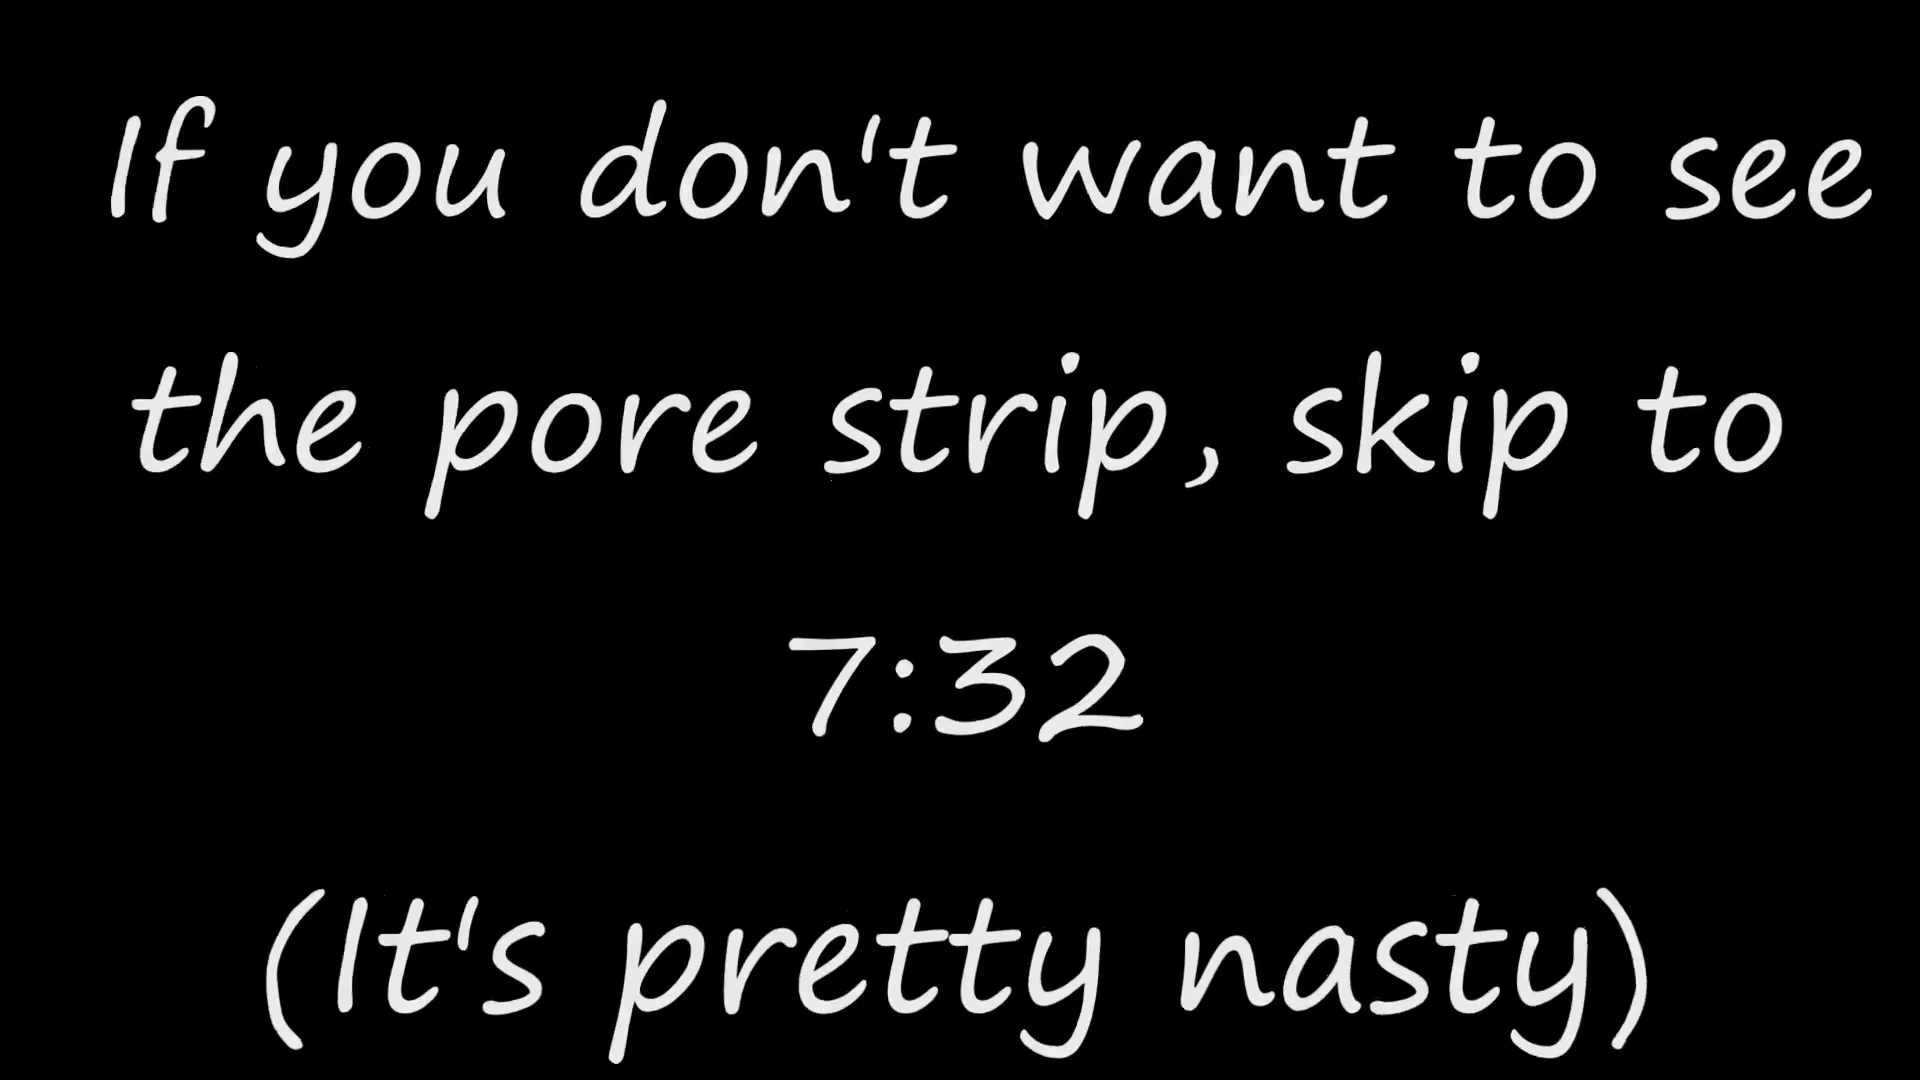 If you don't want to see
the pore strip, skip to
7:32
(It's pretty nasty)